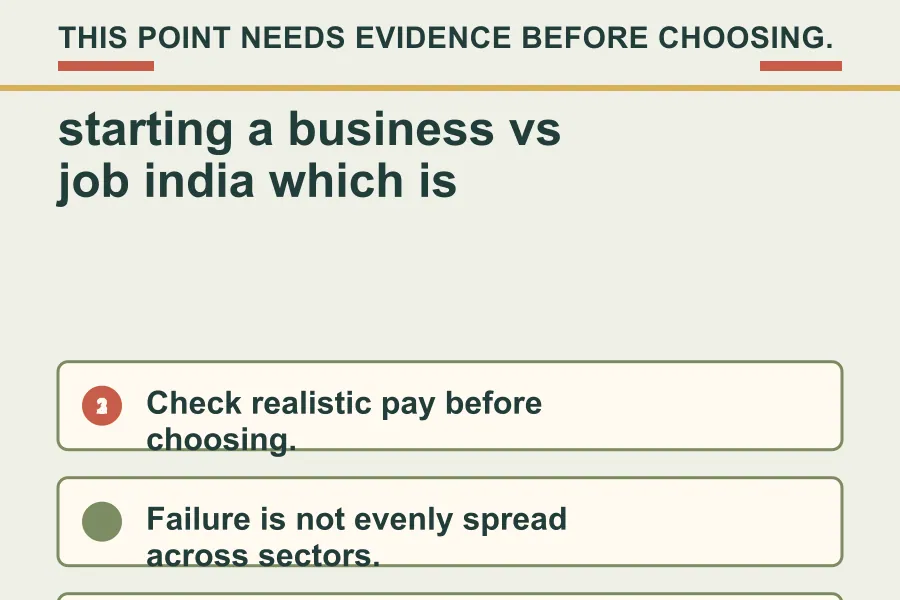 THIS POINT NEEDS EVIDENCE BEFORE CHOOSING.
starting a business vs
job india which is
Check realistic pay before
choosing.
Failure is not evenly spread
across sectors.